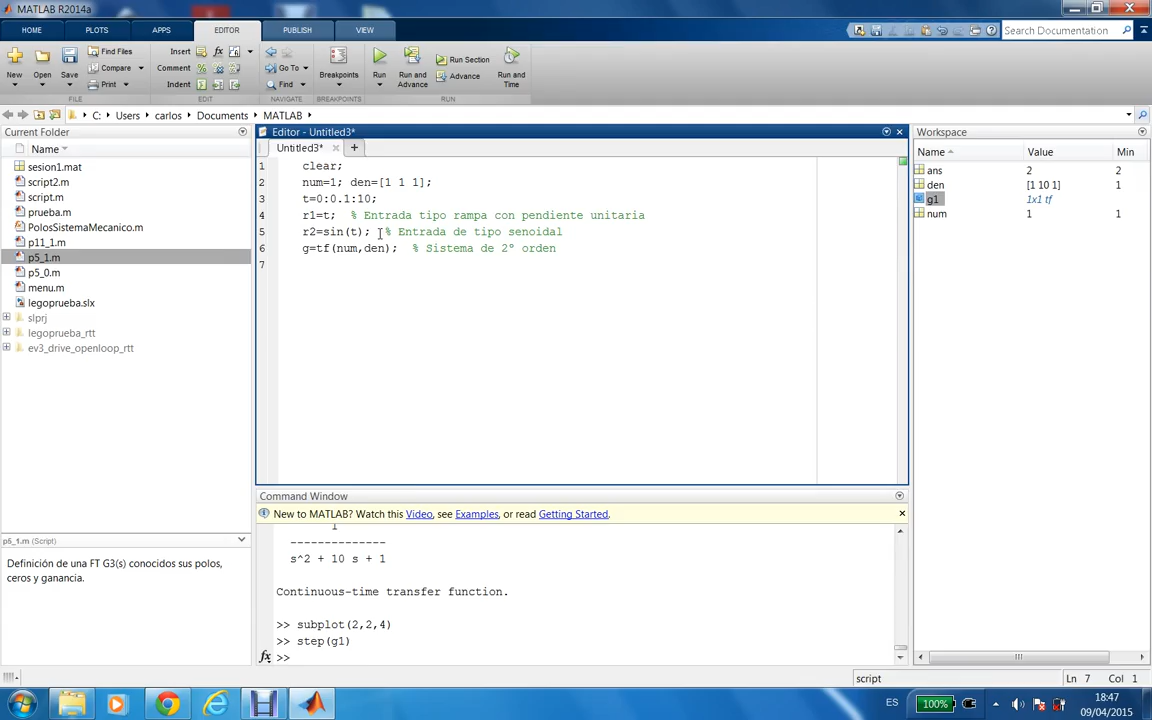 MATLAB R2014a
HOME PLOTS APPS EDITOR PUBLISH VIEW
Search Documentation
New Open Save Find Files Compare Print
Insert Comment Indent
Go To Find
Breakpoints
Run Run and Advance Run Section Advance Run and Time
FILE EDIT NAVIGATE BREAKPOINTS RUN
C: Users carlos Documents MATLAB
Current Folder
Name
sesion1.mat
script2.m
script.m
prueba.m
PolosSistemaMecanico.m
p11_1.m
p5_1.m
p5_0.m
menu.m
legoprueba.slx
slprj
legoprueba_rtt
ev3_drive_openloop_rtt
p5_1.m (Script)
Definición de una FT G3(s) conocidos sus polos,
ceros y ganancia.
Editor - Untitled3*
Untitled3*
1 clear;
2 num=1; den=[1 1 1];
3 t=0:0.1:10;
4 r1=t; % Entrada tipo rampa con pendiente unitaria
5 r2=sin(t); % Entrada de tipo senoidal
6 g=tf(num,den); % Sistema de 2º orden
7
Command Window
New to MATLAB? Watch this Video, see Examples, or read Getting Started.
1
--------------
s^2 + 10 s + 1
Continuous-time transfer function.
>> subplot(2,2,4)
>> step(g1)
fx >>
Workspace
Name Value Min
ans 2 2
den [1 10 1] 1
g1 1x1 tf
num 1 1
script Ln 7 Col 1
ES 100% 18:47
09/04/2015